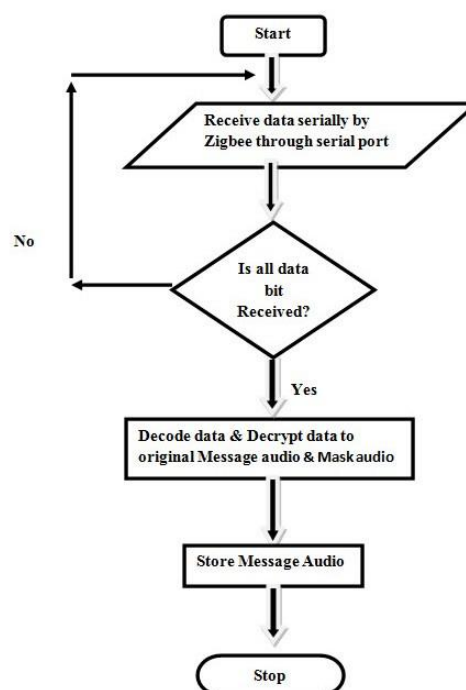 Start
Receive data serially by
Zigbee through serial port
No
Is all data
bit
Received?
Yes
Decode data & Decrypt data to
original Message audio & Maskaudio
Store Message Audio
Stop